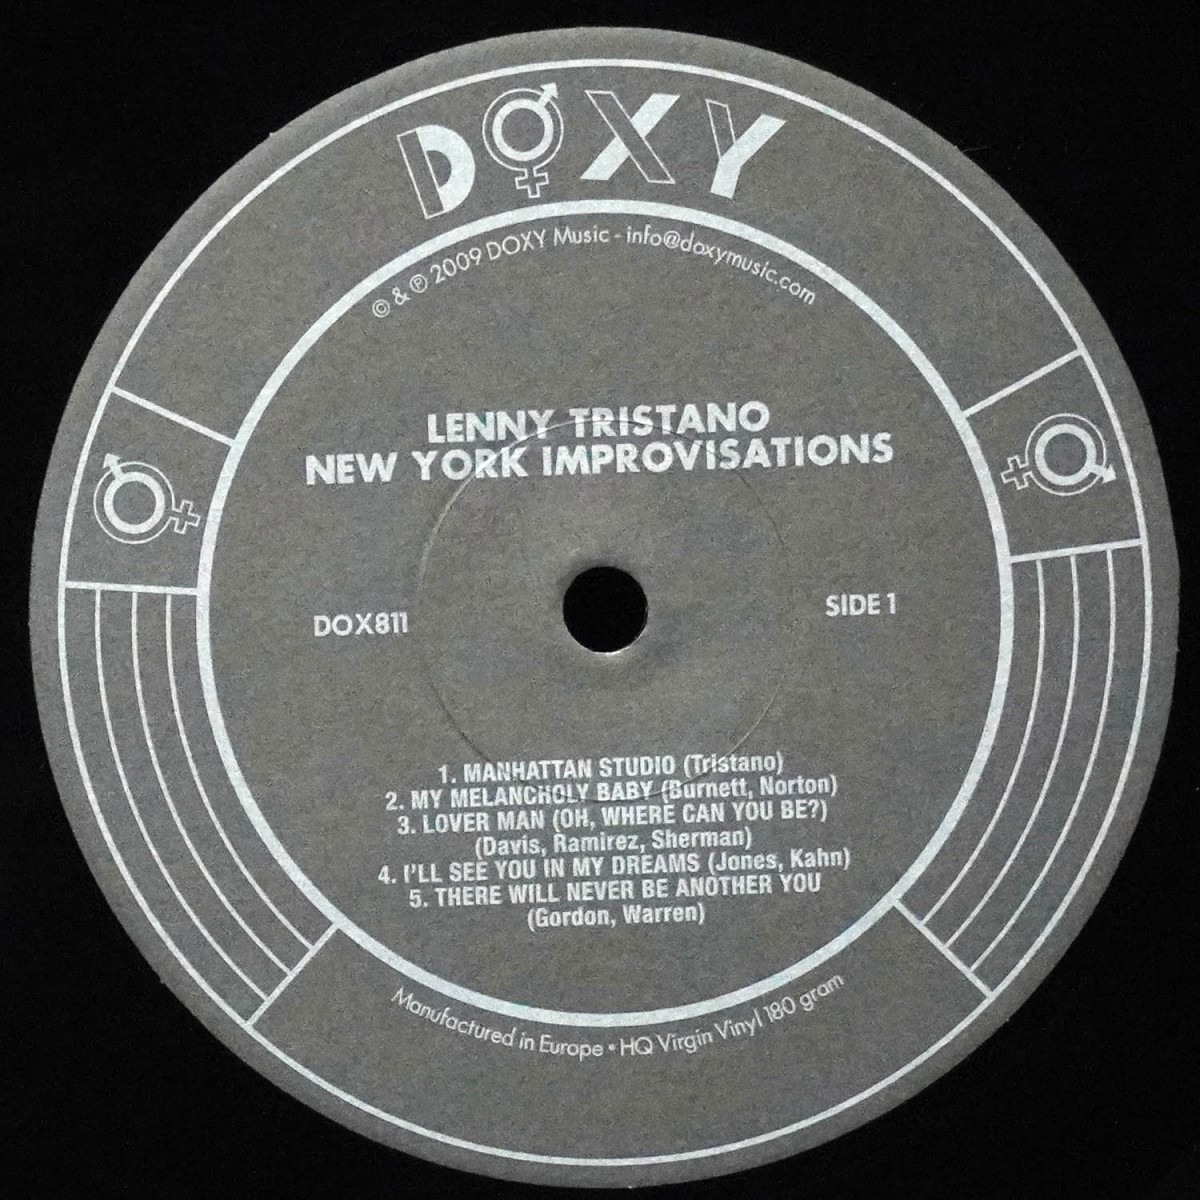 DOXY
© & ℗ 2009 DOXY Music - info@doxymusic.com
LENNY TRISTANO
NEW YORK IMPROVISATIONS
DOX811
SIDE 1
1. MANHATTAN STUDIO (Tristano)
2. MY MELANCHOLY BABY (Burnett, Norton)
3. LOVER MAN (OH, WHERE CAN YOU BE?)
(Davis, Ramirez, Sherman)
4. I'LL SEE YOU IN MY DREAMS (Jones, Kahn)
5. THERE WILL NEVER BE ANOTHER YOU
(Gordon, Warren)
Manufactured in Europe • HQ Virgin Vinyl 180 gram